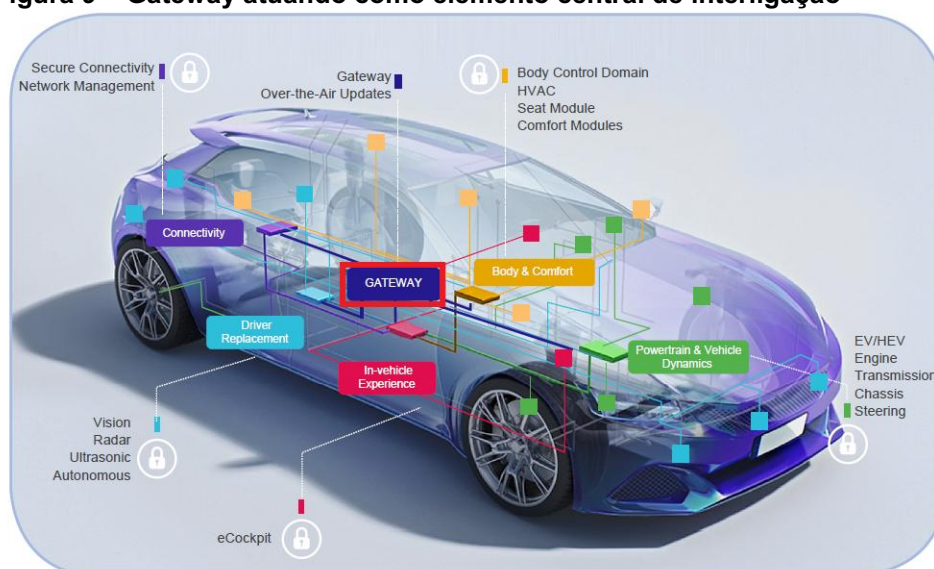 igura 9 – Gateway atuando como elemento central de interligação
Secure Connectivity
Network Management
Gateway
Over-the-Air Updates
Body Control Domain
HVAC
Seat Module
Comfort Modules
Connectivity
GATEWAY
Body & Comfort
Driver
Replacement
In-vehicle
Experience
Powertrain & Vehicle
Dynamics
EV/HEV
Engine
Transmission
Chassis
Steering
Vision
Radar
Ultrasonic
Autonomous
eCockpit